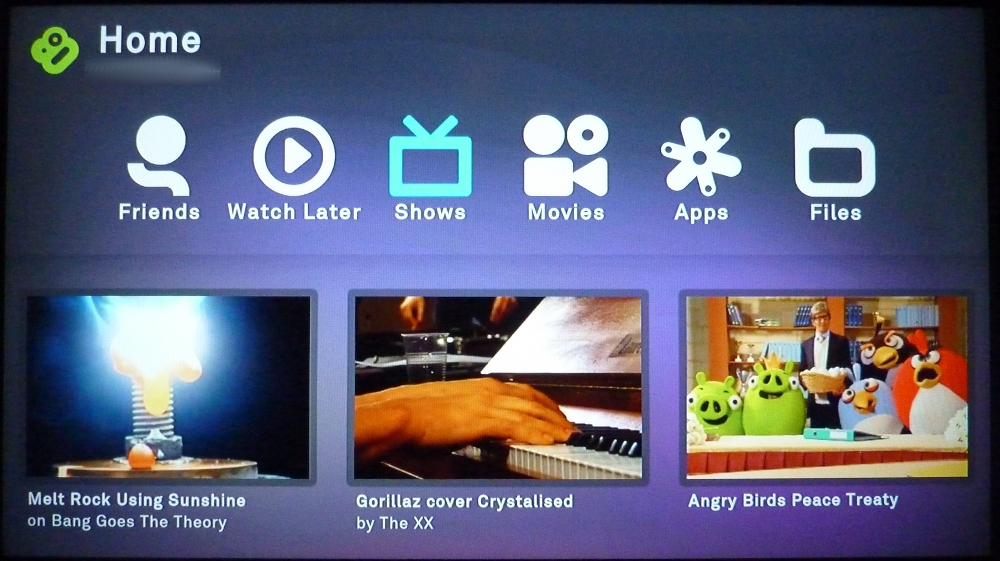 Home
Friends
Watch Later
Shows
Movies
Apps
Files
Melt Rock Using Sunshine
on Bang Goes The Theory
Gorillaz cover Crystalised
by The XX
Angry Birds Peace Treaty